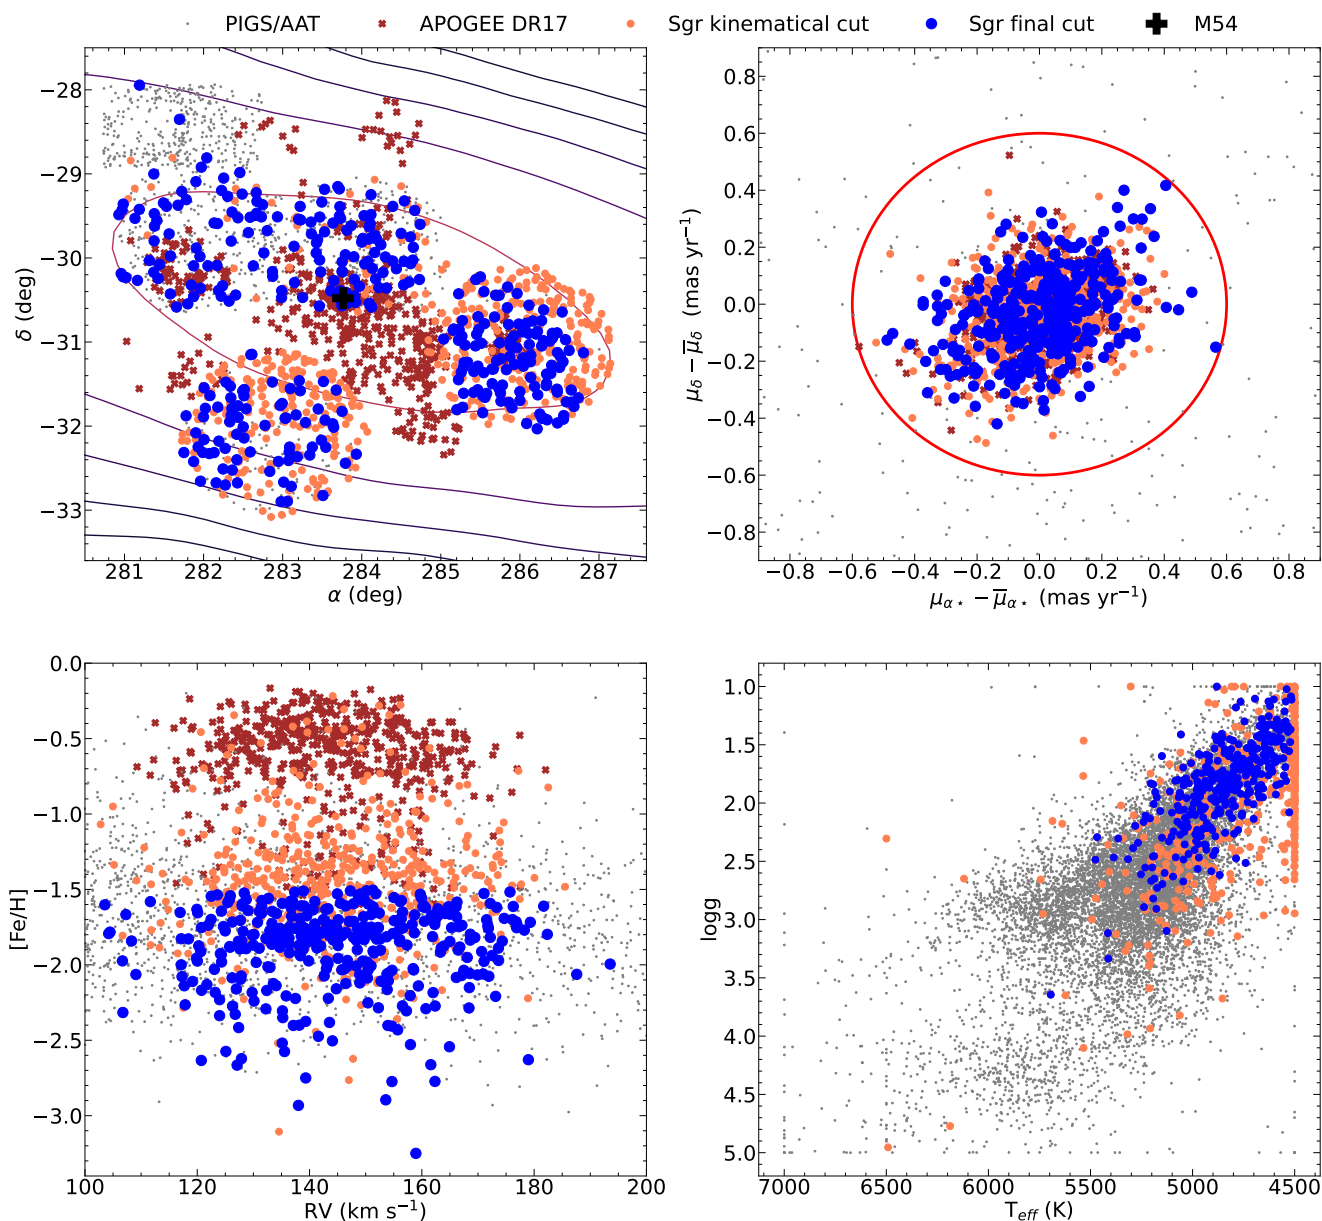 PIGS/AAT APOGEE DR17 Sgr kinematical cut Sgr final cut M54
−28
−29
−30
−31
−32
−33
δ (deg)
281 282 283 284 285 286 287
α (deg)
0.8
0.6
0.4
0.2
0.0
−0.2
−0.4
−0.6
−0.8
μδ − μ̅δ (mas yr⁻¹)
−0.8 −0.6 −0.4 −0.2 0.0 0.2 0.4 0.6 0.8
μα⋆ − μ̅α⋆ (mas yr⁻¹)
0.0
−0.5
−1.0
−1.5
−2.0
−2.5
−3.0
[Fe/H]
100 120 140 160 180 200
RV (km s⁻¹)
1.0
1.5
2.0
2.5
3.0
3.5
4.0
4.5
5.0
logg
7000 6500 6000 5500 5000 4500
Teff (K)